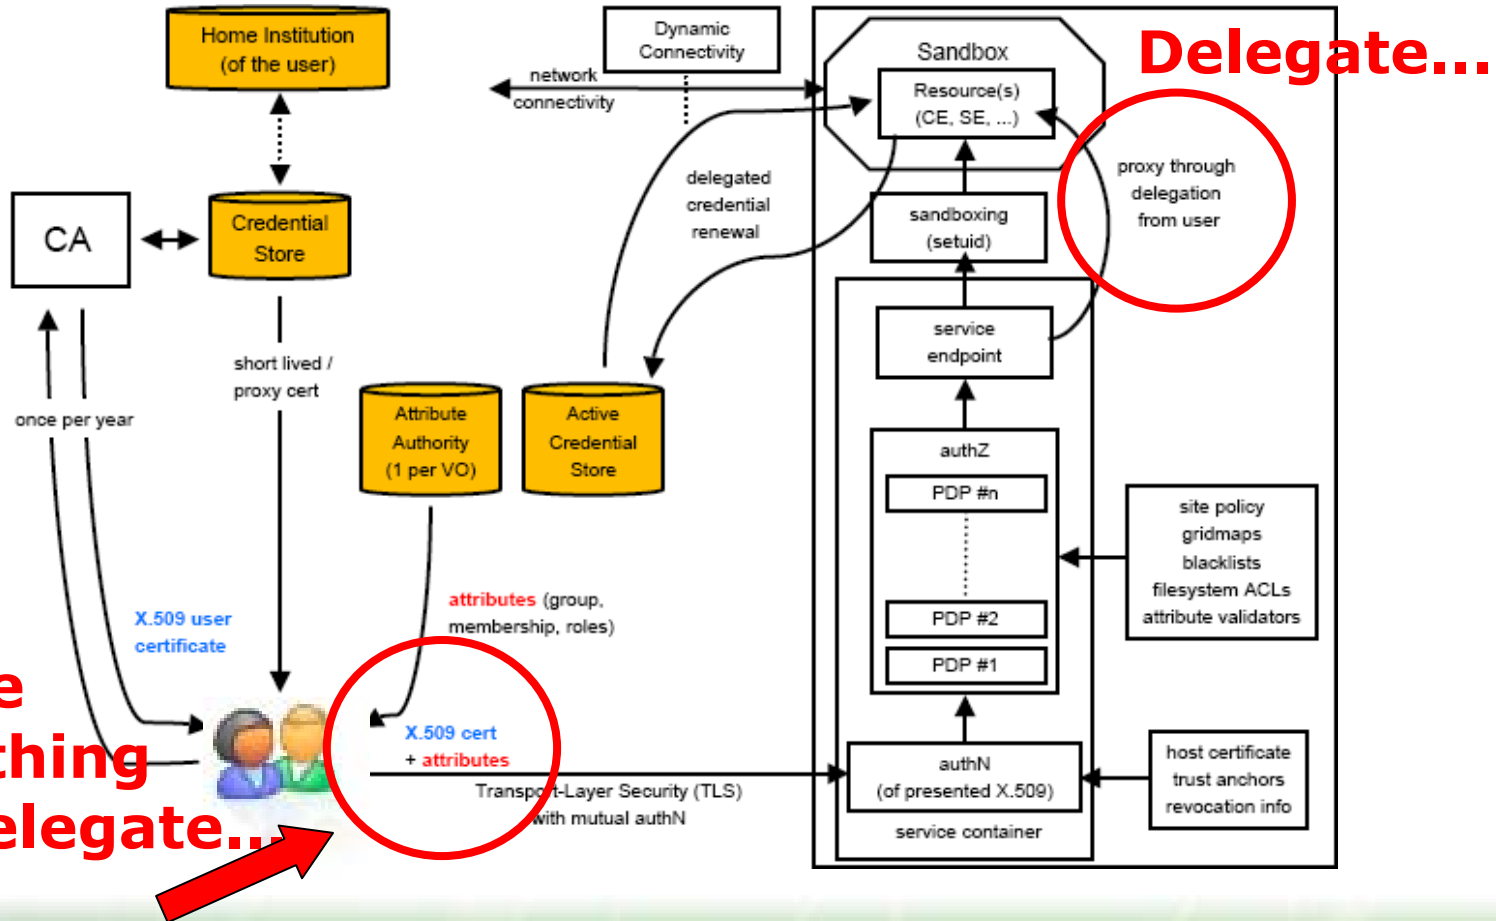 Home Institution
(of the user)
Dynamic
Connectivity
Sandbox
Delegate...
network
connectivity
Resource(s)
(CE, SE, ...)
proxy through
delegation
from user
delegated
credential
renewal
sandboxing
(setuid)
CA
Credential
Store
service
endpoint
short lived /
proxy cert
once per year
Attribute
Authority
(1 per VO)
Active
Credential
Store
authZ
PDP #n
PDP #2
PDP #1
site policy
gridmaps
blacklists
filesystem ACLs
attribute validators
attributes (group,
membership, roles)
X.509 user
certificate
e
thing
elegate...
X.509 cert
+ attributes
Transport-Layer Security (TLS)
with mutual authN
authN
(of presented X.509)
service container
host certificate
trust anchors
revocation info